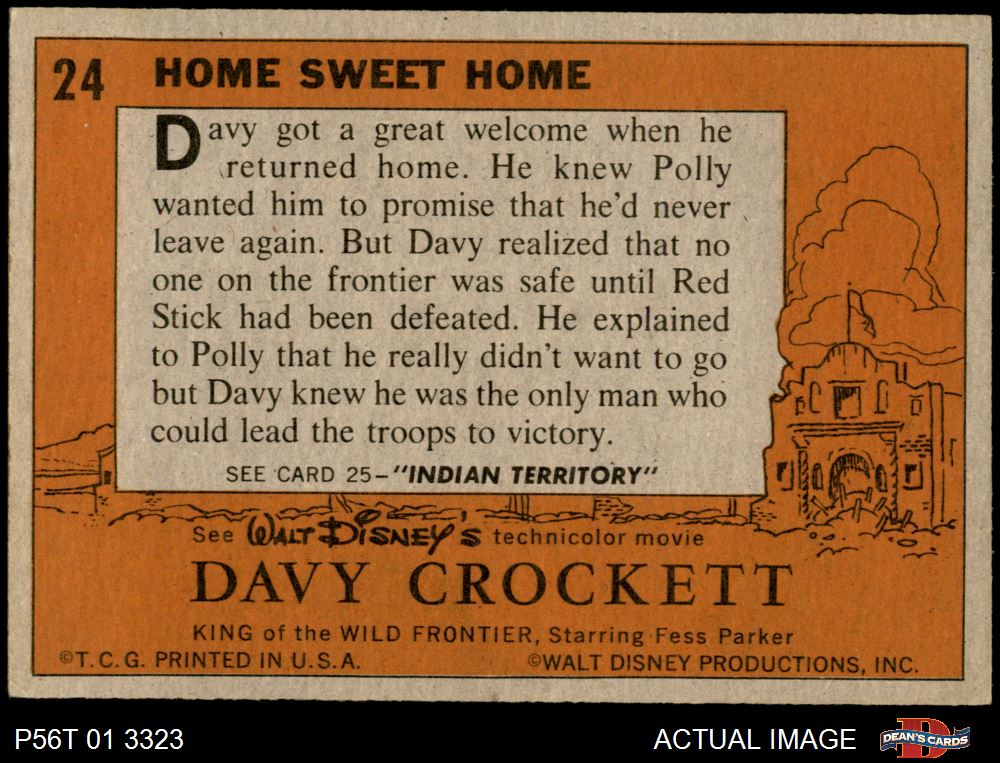 24 HOME SWEET HOME
Davy got a great welcome when he
returned home. He knew Polly
wanted him to promise that he'd never
leave again. But Davy realized that no
one on the frontier was safe until Red
Stick had been defeated. He explained
to Polly that he really didn't want to go
but Davy knew he was the only man who
could lead the troops to victory.
SEE CARD 25-"INDIAN TERRITORY"
See WALT DISNEY'S technicolor movie
DAVY CROCKETT
KING of the WILD FRONTIER, Starring Fess Parker
©T.C.G. PRINTED IN U.S.A. ©WALT DISNEY PRODUCTIONS, INC.
P56T 01 3323 ACTUAL IMAGE D DEAN'S CARDS